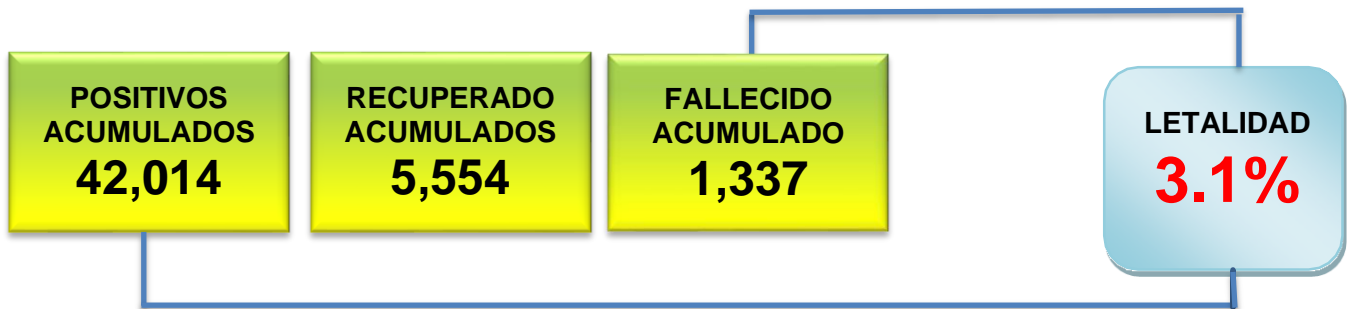 POSITIVOS
ACUMULADOS
42,014
RECUPERADO
ACUMULADOS
5,554
FALLECIDO
ACUMULADO
1,337
LETALIDAD
3.1%